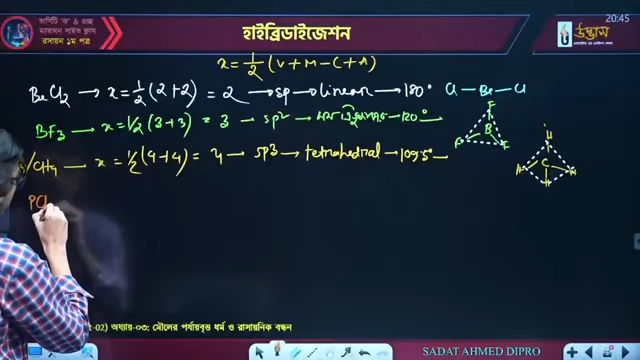 ভার্সিটি 'ক' & গুচ্ছ
ম্যারাথন লাইভ ক্লাস
রসায়ন ১ম পত্র
হাইব্রিডাইজেশন
20:45
উদ্ভাস
x = 1/2 (V + M - C + A)
BeCl2 → x = 1/2 (2+2) = 2 → sp → linear → 180° Cl — Be — Cl
BF3 → x = 1/2 (3+3) = 3 → sp2 → 120°
F
B
F F
/CH4 → x = 1/2 (4+4) = 4 → sp3 → tetrahedral → 109.5°
H
C
H H
H
PCl
-02) অধ্যায়-০৩: মৌলের পর্যায়বৃত্ত ধর্ম ও রাসায়নিক বন্ধন
SADAT AHMED DIPRO